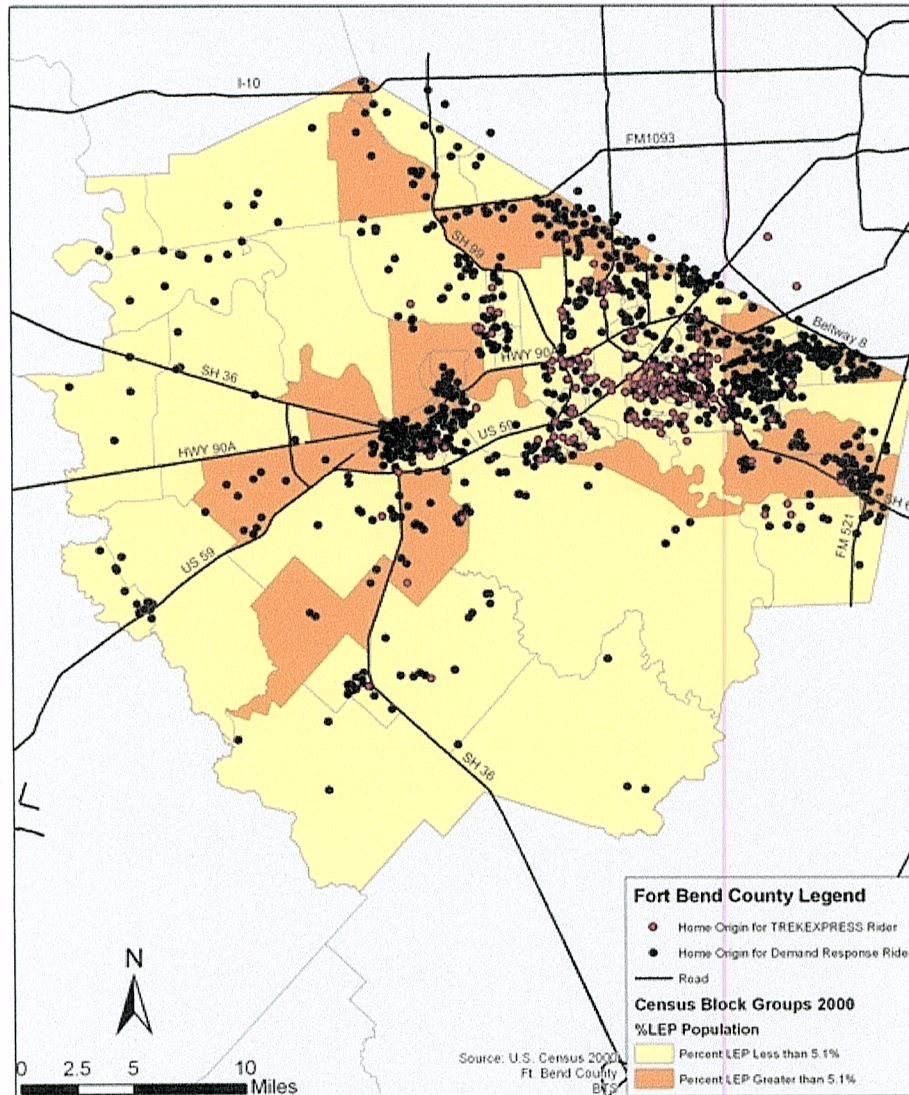 I-10
FM1093
SH 99
Beltway 8
HWY 90A
SH 36
US 59
HWY 90A
SH 6
FM 521
US 59
SH 36
Fort Bend County Legend
Home Origin for TREKEXPRESS Rider
Home Origin for Demand Response Rider
Road
Census Block Groups 2000
%LEP Population
Percent LEP Less than 5.1%
Percent LEP Greater than 5.1%
N
0 2.5 5 10
Miles
Source: U.S. Census 2000
Ft. Bend County
BTS